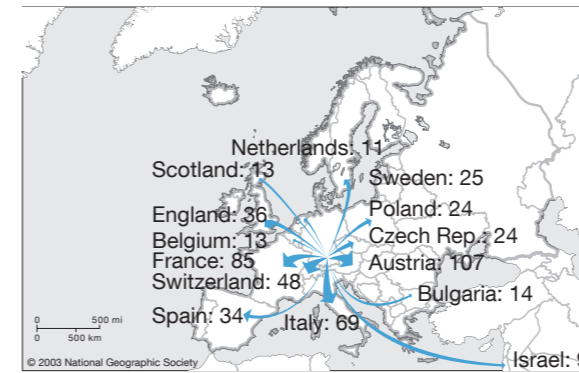 Netherlands: 11
Scotland: 13
Sweden: 25
England: 36
Poland: 24
Belgium: 13
Czech Rep.: 24
France: 85
Austria: 107
Switzerland: 48
Bulgaria: 14
Spain: 34
Italy: 69
0 500 mi
0 500 km
© 2003 National Geographic Society
Israel: